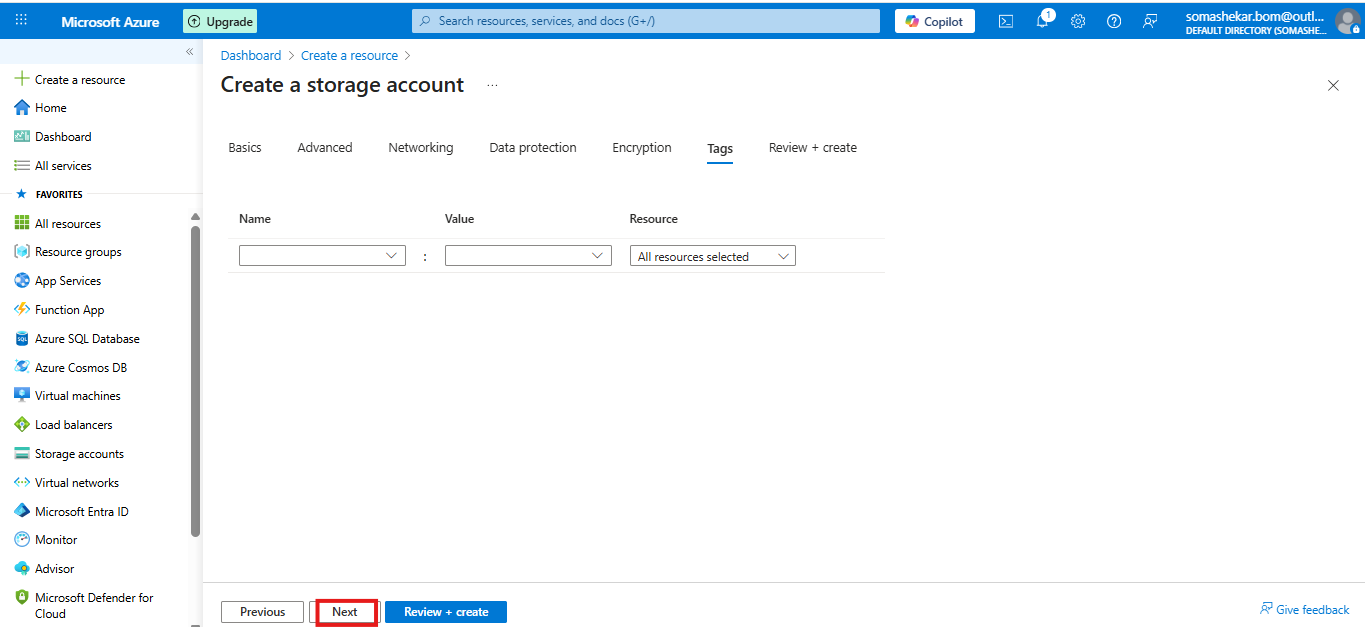 Microsoft Azure
Upgrade
Search resources, services, and docs (G+/)
Copilot
1
somashekar.bom@outl...
DEFAULT DIRECTORY (SOMASHE...
«
Create a resource
Home
Dashboard
All services
FAVORITES
All resources
Resource groups
App Services
Function App
Azure SQL Database
Azure Cosmos DB
Virtual machines
Load balancers
Storage accounts
Virtual networks
Microsoft Entra ID
Monitor
Advisor
Microsoft Defender for
Cloud
Dashboard > Create a resource >
Create a storage account ...
Basics Advanced Networking Data protection Encryption Tags Review + create
Name Value Resource
: All resources selected
Previous Next Review + create
Give feedback